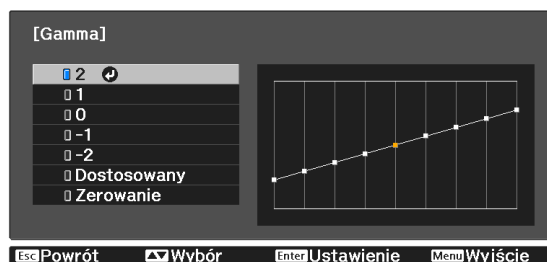 [Gamma]
2
1
0
-1
-2
Dostosowany
Zerowanie
Esc Powrót Wybór Enter Ustawienie Menu Wyjście